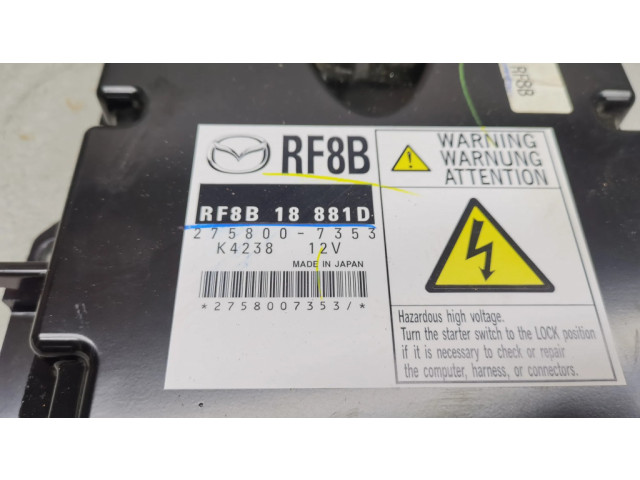 RF8B
RF8B
RF8B 18 881D
275800-7353
K4238 12V
MADE IN JAPAN
*2758007353/*
WARNING
WARNUNG
ATTENTION
Hazardous high voltage.
Turn the starter switch to the LOCK position
if it is necessary to check or repair
the computer, harness, or connectors.